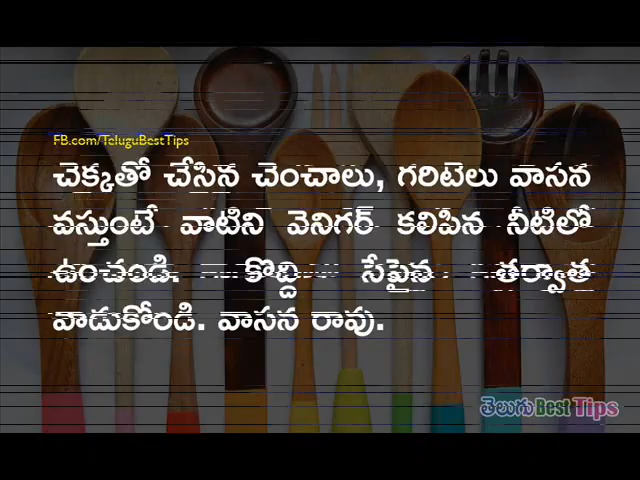 FB.com/TeluguBestTips
చెక్కతో చేసిన చెంచాలు, గరిటెలు వాసన
వస్తుంటే వాటిని వెనిగర్ కలిపిన నీటిలో
ఉంచండి. కొద్ది సేపైన తర్వాత
వాడుకోండి. వాసన రావు.
తెలుగు Best Tips